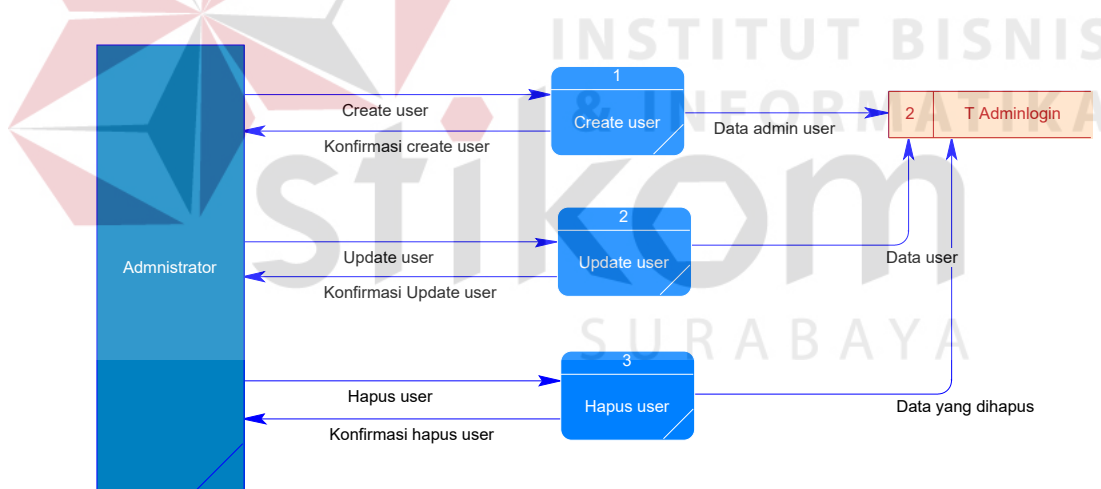 INSTITUT BISNIS
& INFORMATIKA
stikom
SURABAYA
Admnistrator
Create user
Konfirmasi create user
1
Create user
Data admin user
2
T Adminlogin
Update user
Konfirmasi Update user
2
Update user
Data user
Hapus user
Konfirmasi hapus user
3
Hapus user
Data yang dihapus